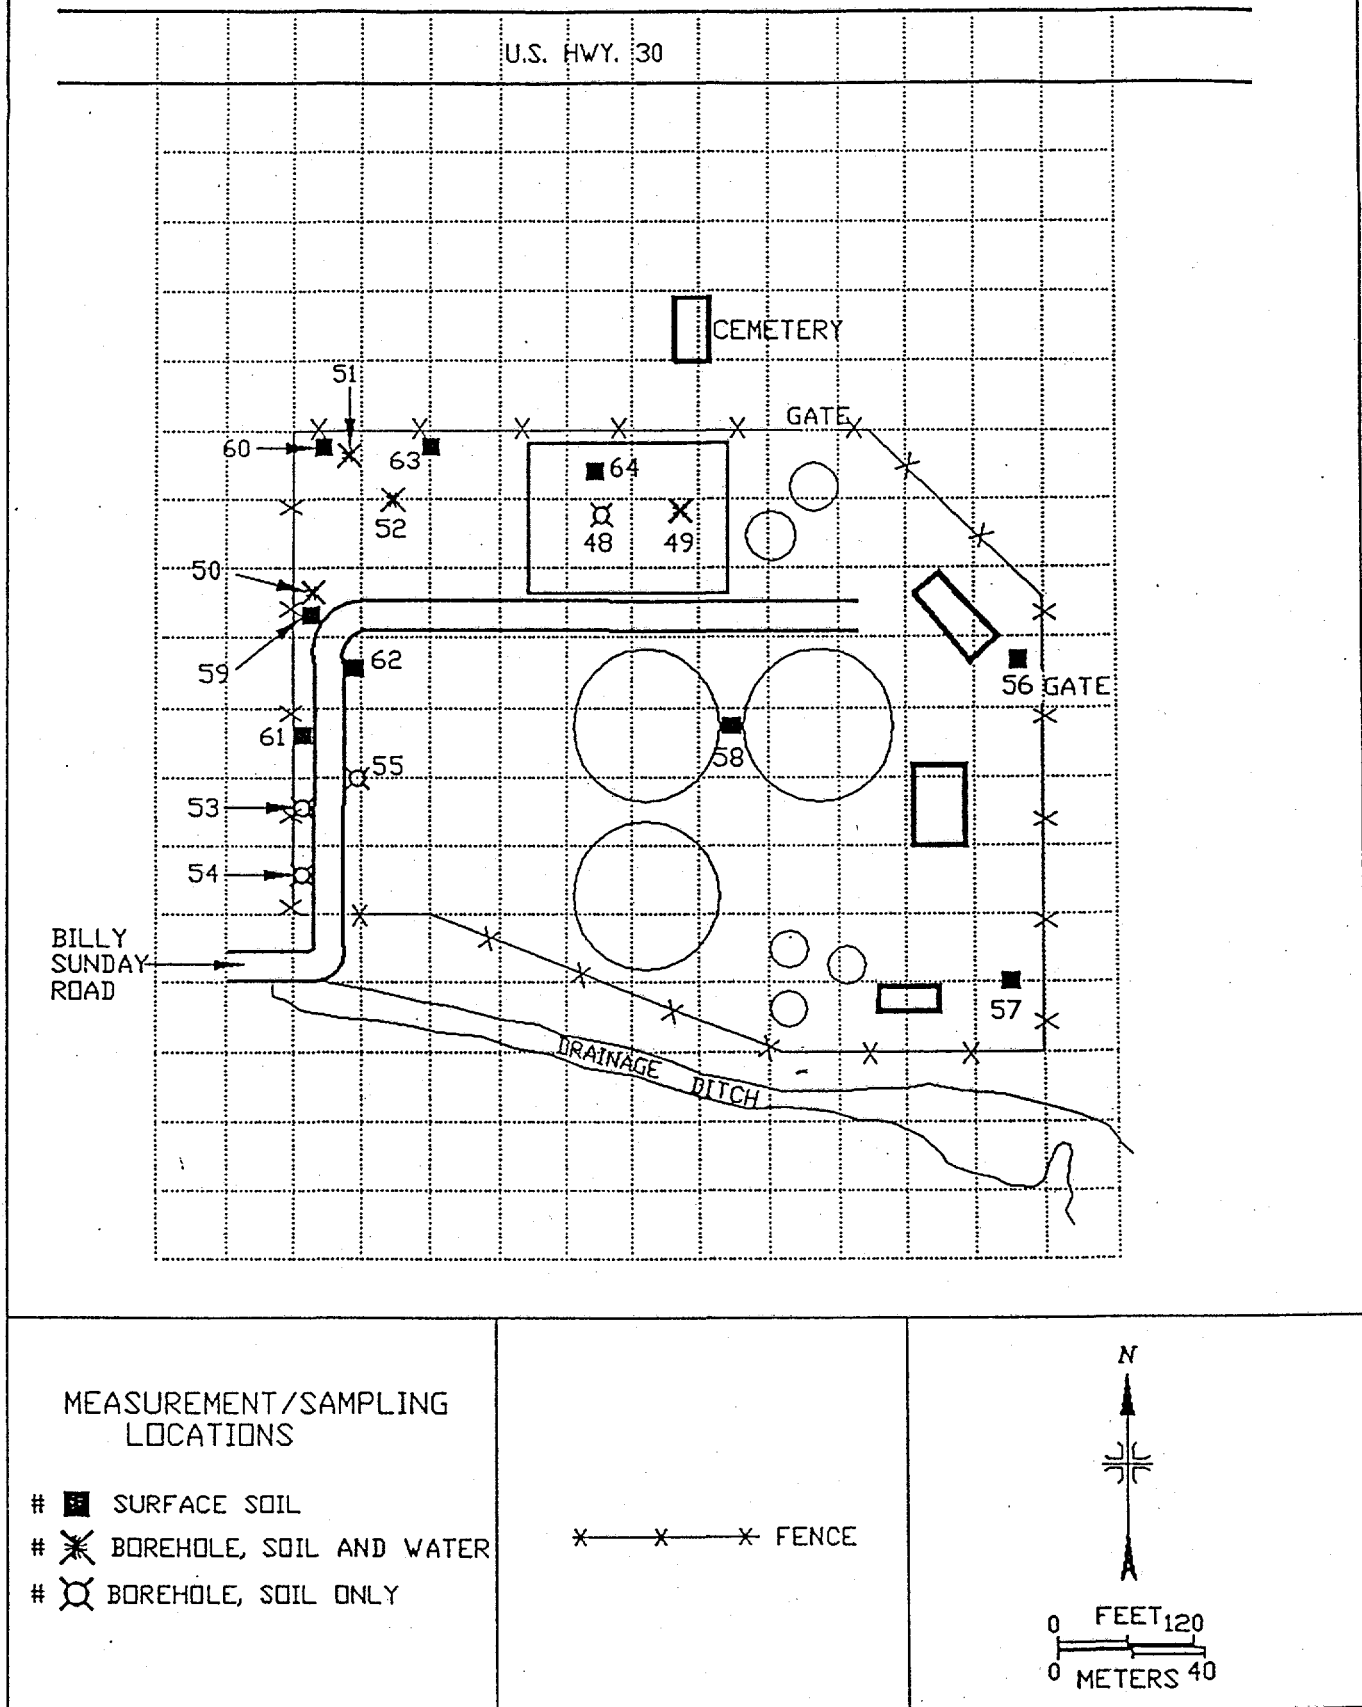 U.S. HWY. 30
CEMETERY
51
GATE
60
63
64
52
48
49
50
59
62
56 GATE
61
58
55
53
54
BILLY
SUNDAY
ROAD
57
DRAINAGE DITCH
MEASUREMENT/SAMPLING
LOCATIONS
# SURFACE SOIL
# BOREHOLE, SOIL AND WATER
# BOREHOLE, SOIL ONLY
FENCE
N
0 FEET 120
0 METERS 40